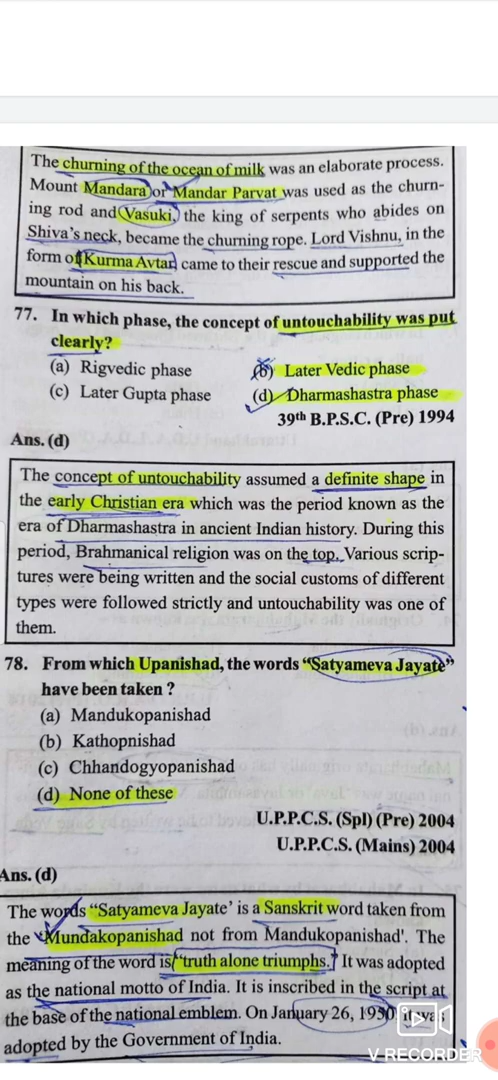 The churning of the ocean of milk was an elaborate process.
Mount Mandara or Mandar Parvat was used as the churn-
ing rod and Vasuki, the king of serpents who abides on
Shiva's neck, became the churning rope. Lord Vishnu, in the
form of Kurma Avtar, came to their rescue and supported the
mountain on his back.
77. In which phase, the concept of untouchability was put
clearly?
(a) Rigvedic phase (b) Later Vedic phase
(c) Later Gupta phase (d) Dharmashastra phase
39th B.P.S.C. (Pre) 1994
Ans. (d)
The concept of untouchability assumed a definite shape in
the early Christian era which was the period known as the
era of Dharmashastra in ancient Indian history. During this
period, Brahmanical religion was on the top. Various scrip-
tures were being written and the social customs of different
types were followed strictly and untouchability was one of
them.
78. From which Upanishad, the words “Satyameva Jayate”
have been taken ?
(a) Mandukopanishad
(b) Kathopnishad
(c) Chhandogyopanishad
(d) None of these
U.P.P.C.S. (Spl) (Pre) 2004
U.P.P.C.S. (Mains) 2004
Ans. (d)
The words “Satyameva Jayate’ is a Sanskrit word taken from
the ‘Mundakopanishad not from Mandukopanishad'. The
meaning of the word is “truth alone triumphs.” It was adopted
as the national motto of India. It is inscribed in the script at
the base of the national emblem. On January 26, 1950 it
adopted by the Government of India.
V RECORDER